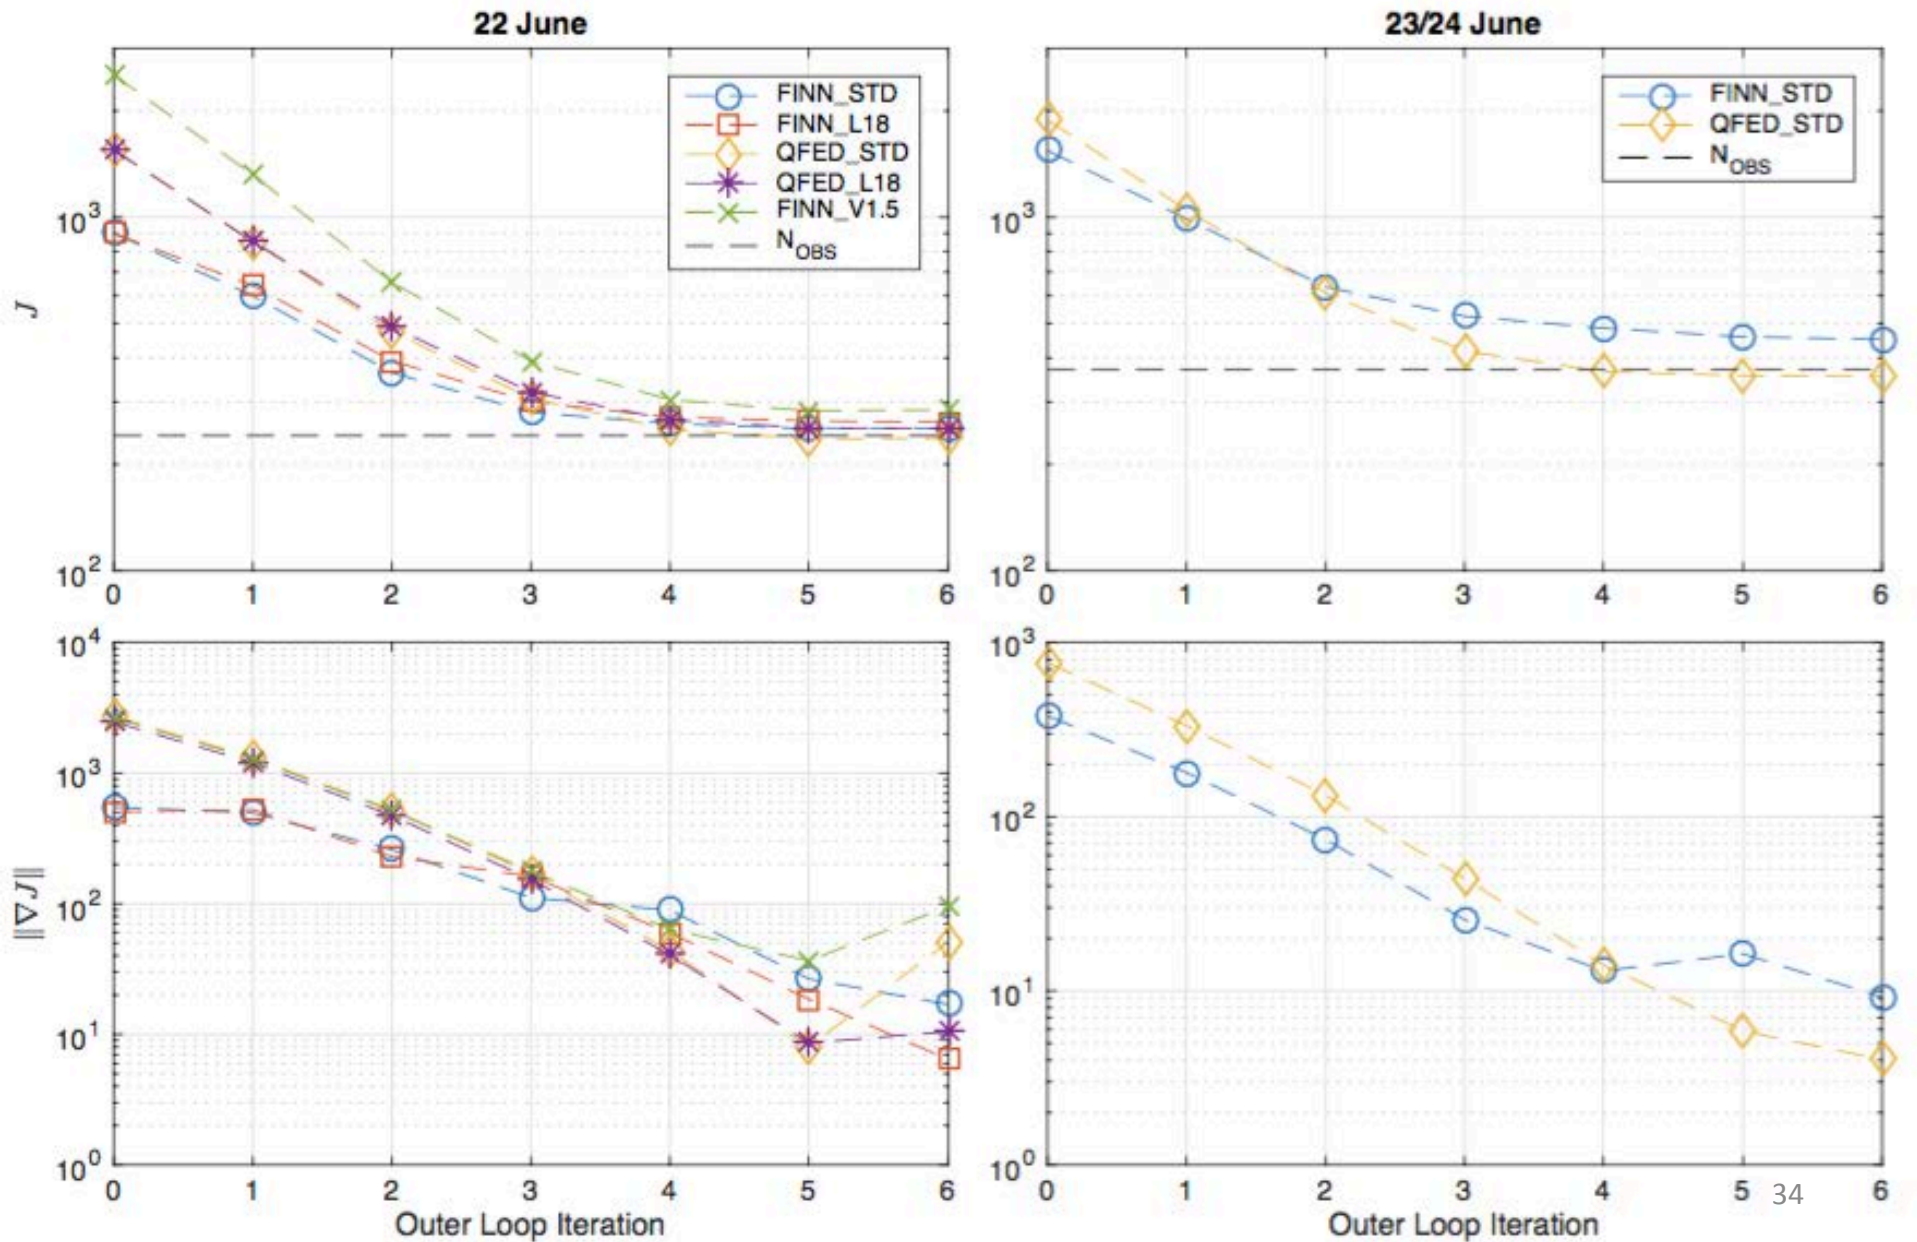 22 June
23/24 June
FINN_STD
FINN_L18
QFED_STD
QFED_L18
FINN_V1.5
N_OBS
FINN_STD
QFED_STD
N_OBS
J
10^3
10^2
0 1 2 3 4 5 6
10^3
10^2
0 1 2 3 4 5 6
‖∇J‖
10^4
10^3
10^2
10^1
10^0
0 1 2 3 4 5 6
Outer Loop Iteration
10^3
10^2
10^1
10^0
0 1 2 3 4 5 6
Outer Loop Iteration
34